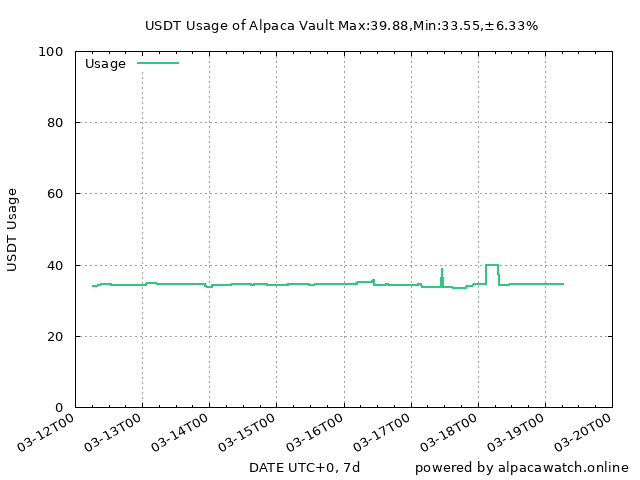 USDT Usage of Alpaca Vault Max:39.88,Min:33.55,±6.33%
Usage
100
80
60
40
20
0
USDT Usage
03-12T00
03-13T00
03-14T00
03-15T00
03-16T00
03-17T00
03-18T00
03-19T00
03-20T00
DATE UTC+0, 7d
powered by alpacawatch.online